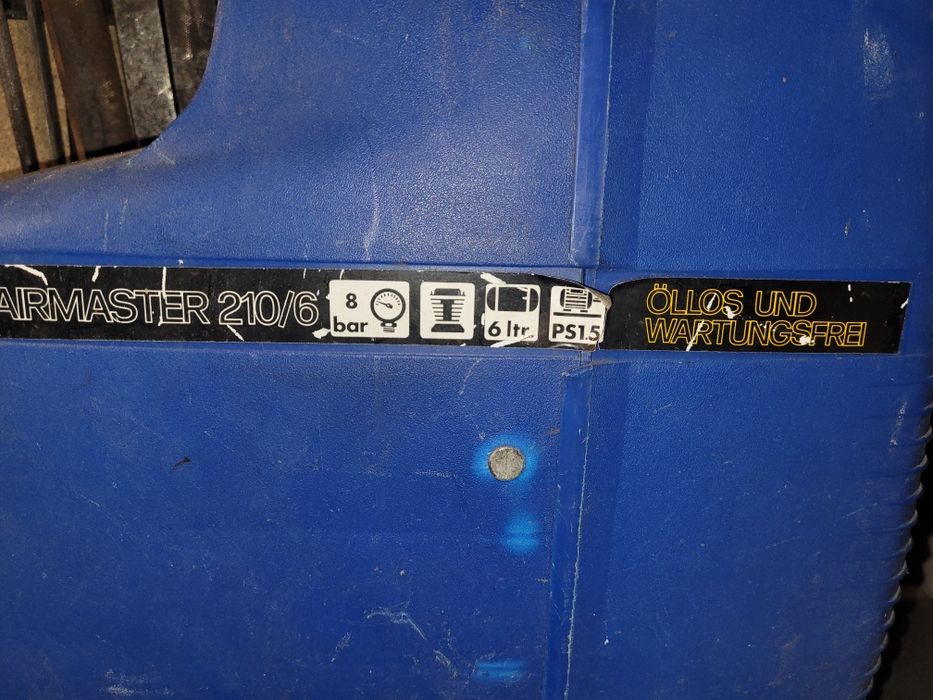 AIRMASTER 210/6
8
bar
6 ltr.
PS1.5
ÖLLOS UND
WARTUNGSFREI